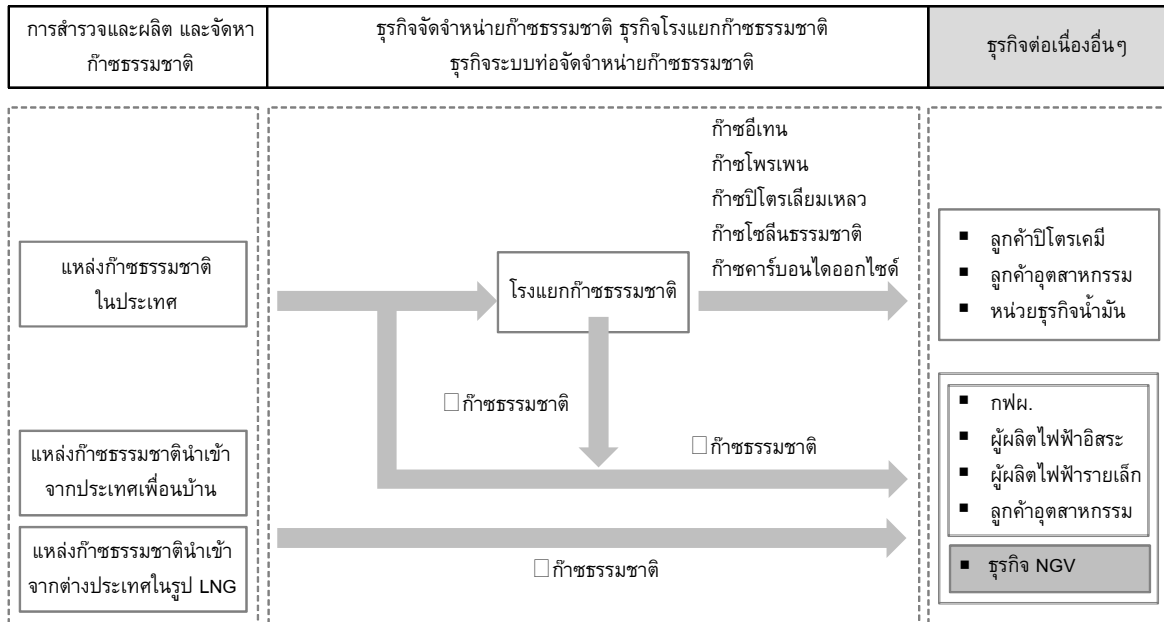 การสำรวจและผลิต และจัดหา
ก๊าซธรรมชาติ
ธุรกิจจัดจำหน่ายก๊าซธรรมชาติ ธุรกิจโรงแยกก๊าซธรรมชาติ
ธุรกิจระบบท่อจัดจำหน่ายก๊าซธรรมชาติ
ธุรกิจต่อเนื่องอื่นๆ
แหล่งก๊าซธรรมชาติ
ในประเทศ
แหล่งก๊าซธรรมชาตินำเข้า
จากประเทศเพื่อนบ้าน
แหล่งก๊าซธรรมชาตินำเข้า
จากต่างประเทศในรูป LNG
ก๊าซอีเทน
ก๊าซโพรเพน
ก๊าซปิโตรเลียมเหลว
ก๊าซโซลีนธรรมชาติ
ก๊าซคาร์บอนไดออกไซด์
โรงแยกก๊าซธรรมชาติ
ก๊าซธรรมชาติ
ก๊าซธรรมชาติ
ก๊าซธรรมชาติ
▪ ลูกค้าปิโตรเคมี
▪ ลูกค้าอุตสาหกรรม
▪ หน่วยธุรกิจน้ำมัน
▪ กฟผ.
▪ ผู้ผลิตไฟฟ้าอิสระ
▪ ผู้ผลิตไฟฟ้ารายเล็ก
▪ ลูกค้าอุตสาหกรรม
▪ ธุรกิจ NGV